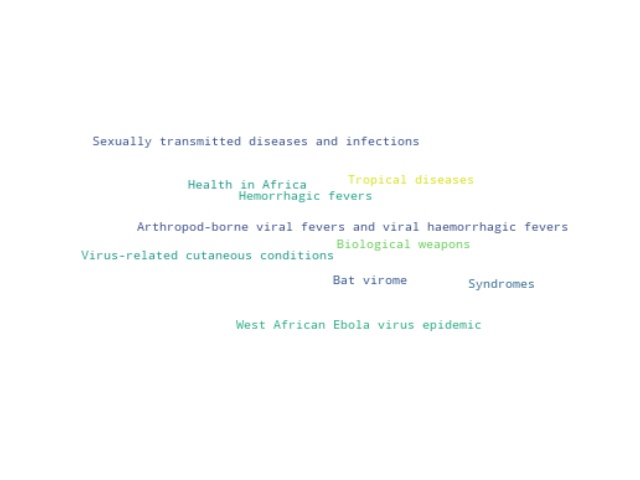 Sexually transmitted diseases and infections
Tropical diseases
Health in Africa
Hemorrhagic fevers
Arthropod-borne viral fevers and viral haemorrhagic fevers
Biological weapons
Virus-related cutaneous conditions
Bat virome
Syndromes
West African Ebola virus epidemic